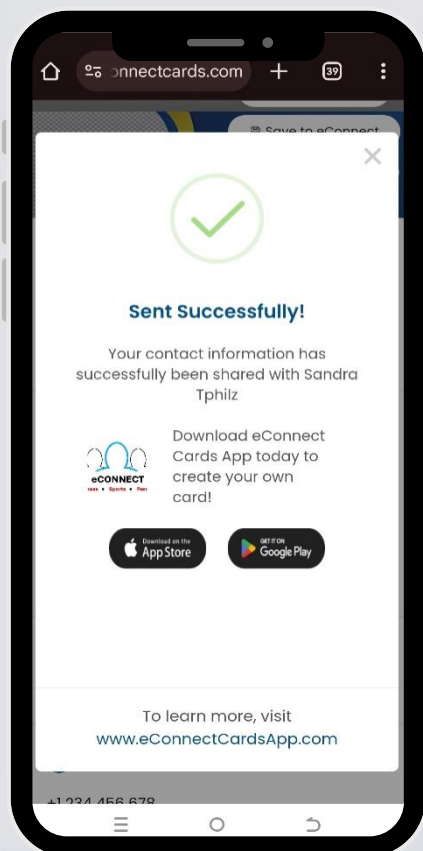 onnectcards.com
39
Save to eConnect
Sent Successfully!
Your contact information has
successfully been shared with Sandra
Tphilz
eCONNECT
Download eConnect
Cards App today to
create your own
card!
Download on the
App Store
GET IT ON
Google Play
To learn more, visit
www.eConnectCardsApp.com
+1 234 456 678